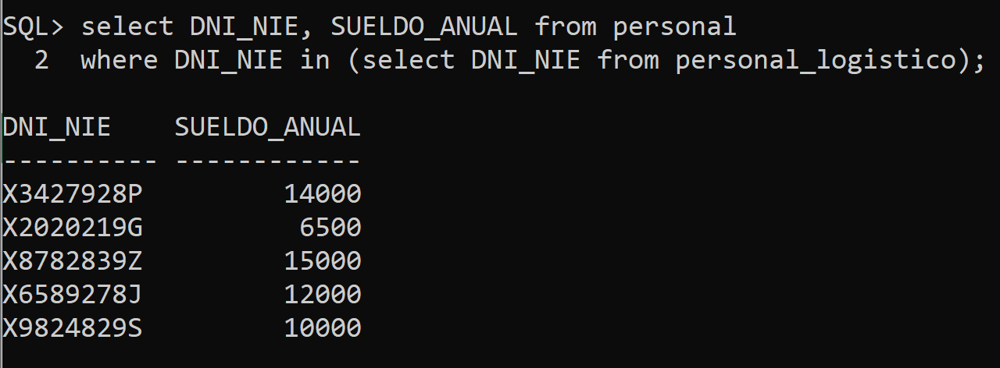 SQL> select DNI_NIE, SUELDO_ANUAL from personal
  2  where DNI_NIE in (select DNI_NIE from personal_logistico);

DNI_NIE    SUELDO_ANUAL
---------- ------------
X3427928P         14000
X2020219G          6500
X8782839Z         15000
X6589278J         12000
X9824829S         10000